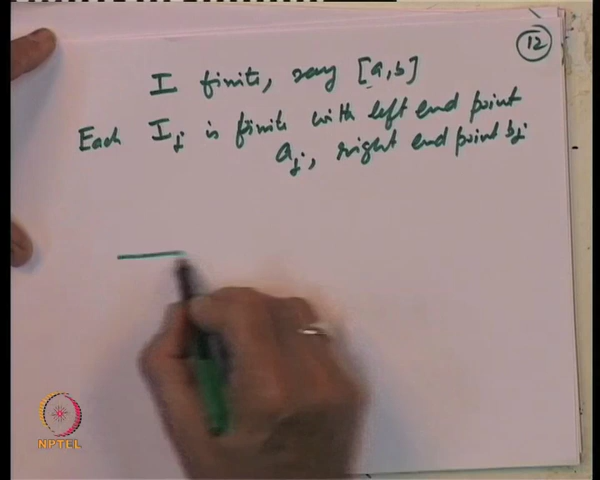 12
I finite, say [a,b]
Each I_j is finite with left end point
a_j, right end point b_j
NPTEL